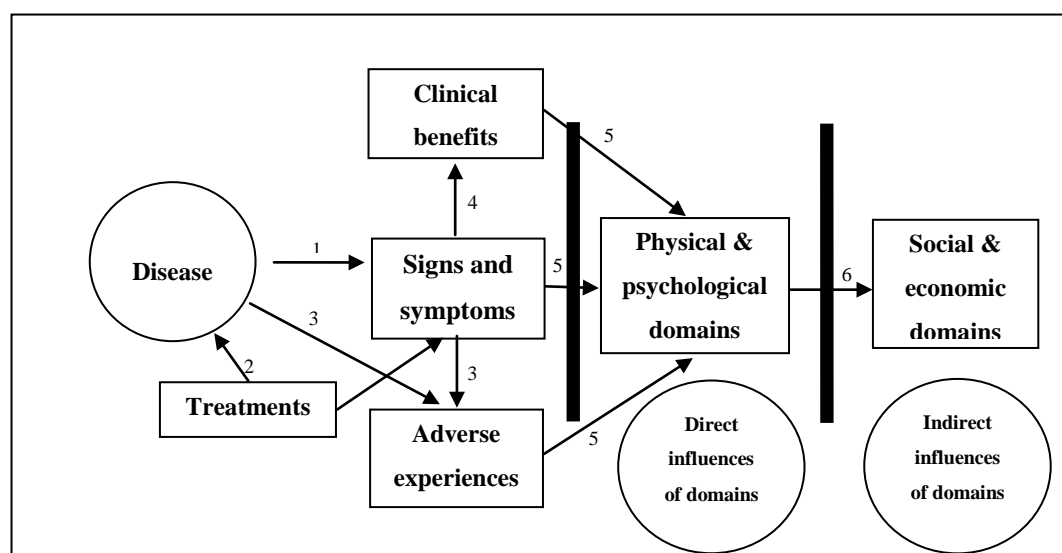 Clinical
benefits
5
4
Disease
1
Signs and
symptoms
5
Physical &
psychological
domains
6
Social &
economic
domains
3
2
Treatments
3
Adverse
experiences
5
Direct
influences
of domains
Indirect
influences
of domains